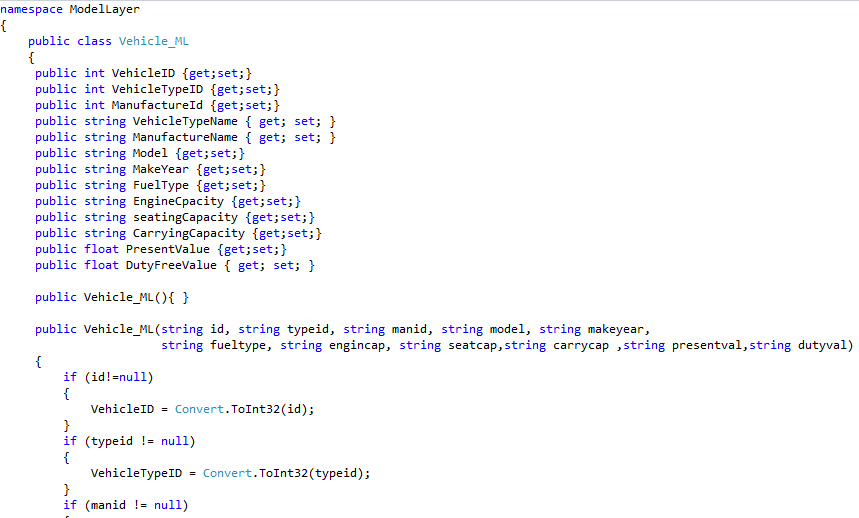 namespace ModelLayer
{
    public class Vehicle_ML
    {
     public int VehicleID {get;set;}
     public int VehicleTypeID {get;set;}
     public int ManufactureId {get;set;}
     public string VehicleTypeName { get; set; }
     public string ManufactureName { get; set; }
     public string Model {get;set;}
     public string MakeYear {get;set;}
     public string FuelType {get;set;}
     public string EngineCpacity {get;set;}
     public string seatingCapacity {get;set;}
     public string CarryingCapacity {get;set;}
     public float PresentValue {get;set;}
     public float DutyFreeValue { get; set; }

     public Vehicle_ML(){ }

     public Vehicle_ML(string id, string typeid, string manid, string model, string makeyear,
                       string fueltype, string engincap, string seatcap,string carrycap ,string presentval,string dutyval)
     {
         if (id!=null)
         {
             VehicleID = Convert.ToInt32(id);
         }
         if (typeid != null)
         {
             VehicleTypeID = Convert.ToInt32(typeid);
         }
         if (manid != null)